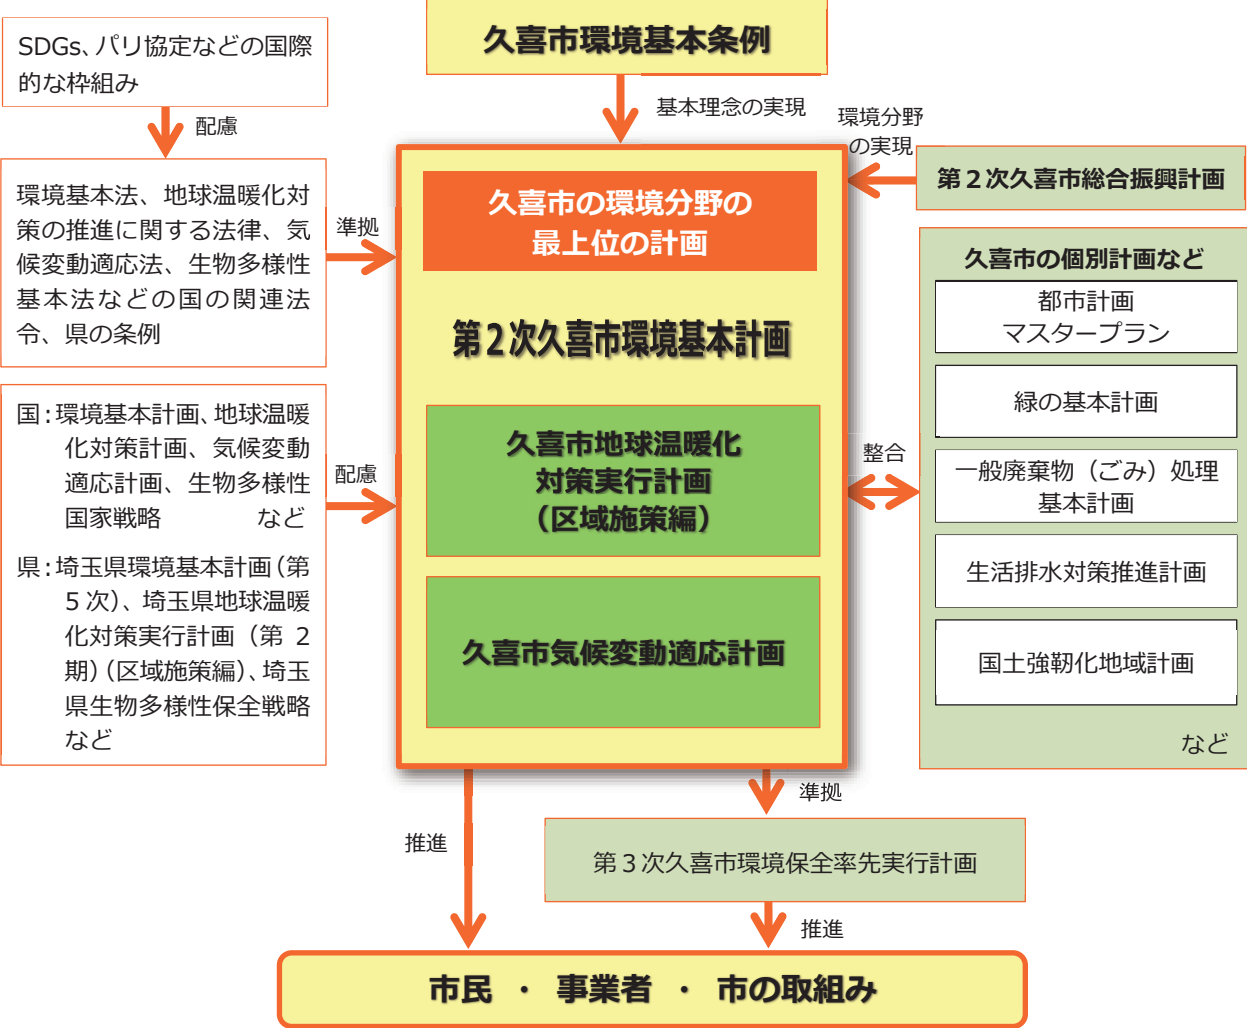 久喜市環境基本条例
SDGs、パリ協定などの国際
的な枠組み
配慮
基本理念の実現
環境分野
の実現
環境基本法、地球温暖化対
策の推進に関する法律、気
候変動適応法、生物多様性
基本法などの国の関連法
令、県の条例
準拠
久喜市の環境分野の
最上位の計画
第2次久喜市環境基本計画
第2次久喜市総合振興計画
久喜市の個別計画など
都市計画
マスタープラン
緑の基本計画
一般廃棄物（ごみ）処理
基本計画
生活排水対策推進計画
国土強靭化地域計画
など
国：環境基本計画、地球温暖
化対策計画、気候変動
適応計画、生物多様性
国家戦略　など
県：埼玉県環境基本計画（第
5次）、埼玉県地球温暖
化対策実行計画（第 2
期）（区域施策編）、埼玉
県生物多様性保全戦略
など
配慮
久喜市地球温暖化
対策実行計画
（区域施策編）
整合
久喜市気候変動適応計画
準拠
推進
第3次久喜市環境保全率先実行計画
推進
市民 ・ 事業者 ・ 市の取組み